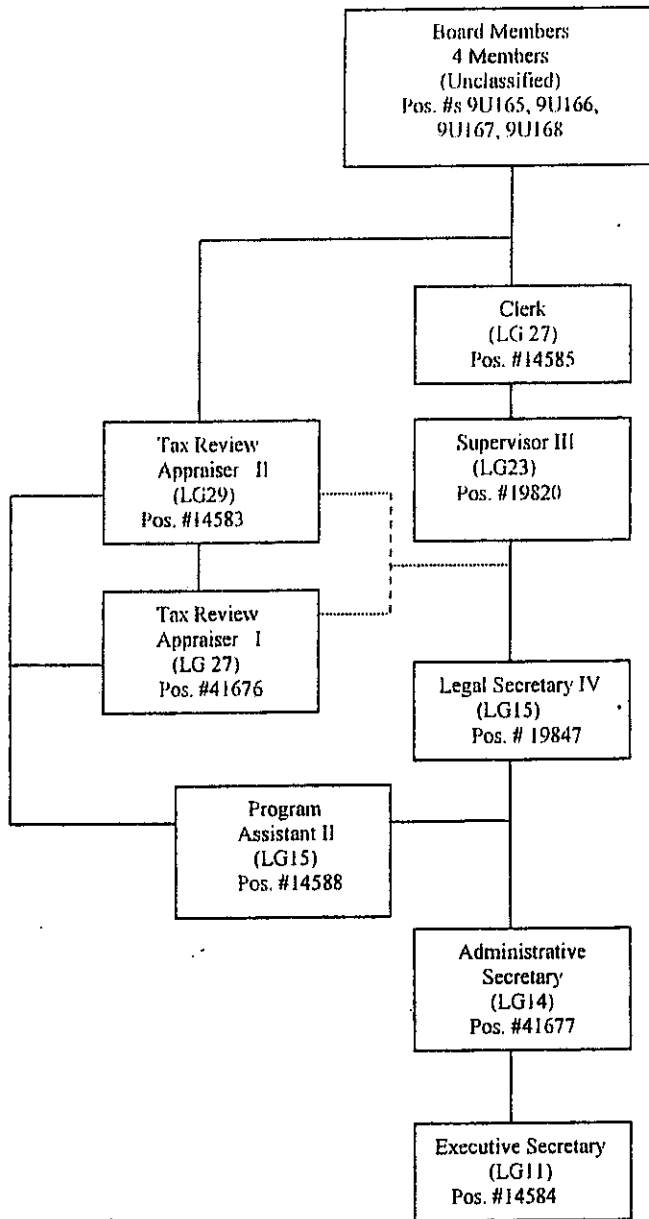 Board Members
4 Members
(Unclassified)
Pos. #s 9U165, 9U166,
9U167, 9U168
Clerk
(LG 27)
Pos. #14585
Tax Review
Appraiser II
(LG29)
Pos. #14583
Supervisor III
(LG23)
Pos. #19820
Tax Review
Appraiser I
(LG 27)
Pos. #41676
Legal Secretary IV
(LG15)
Pos. # 19847
Program
Assistant II
(LG15)
Pos. #14588
Administrative
Secretary
(LG14)
Pos. #41677
Executive Secretary
(LG11)
Pos. #14584